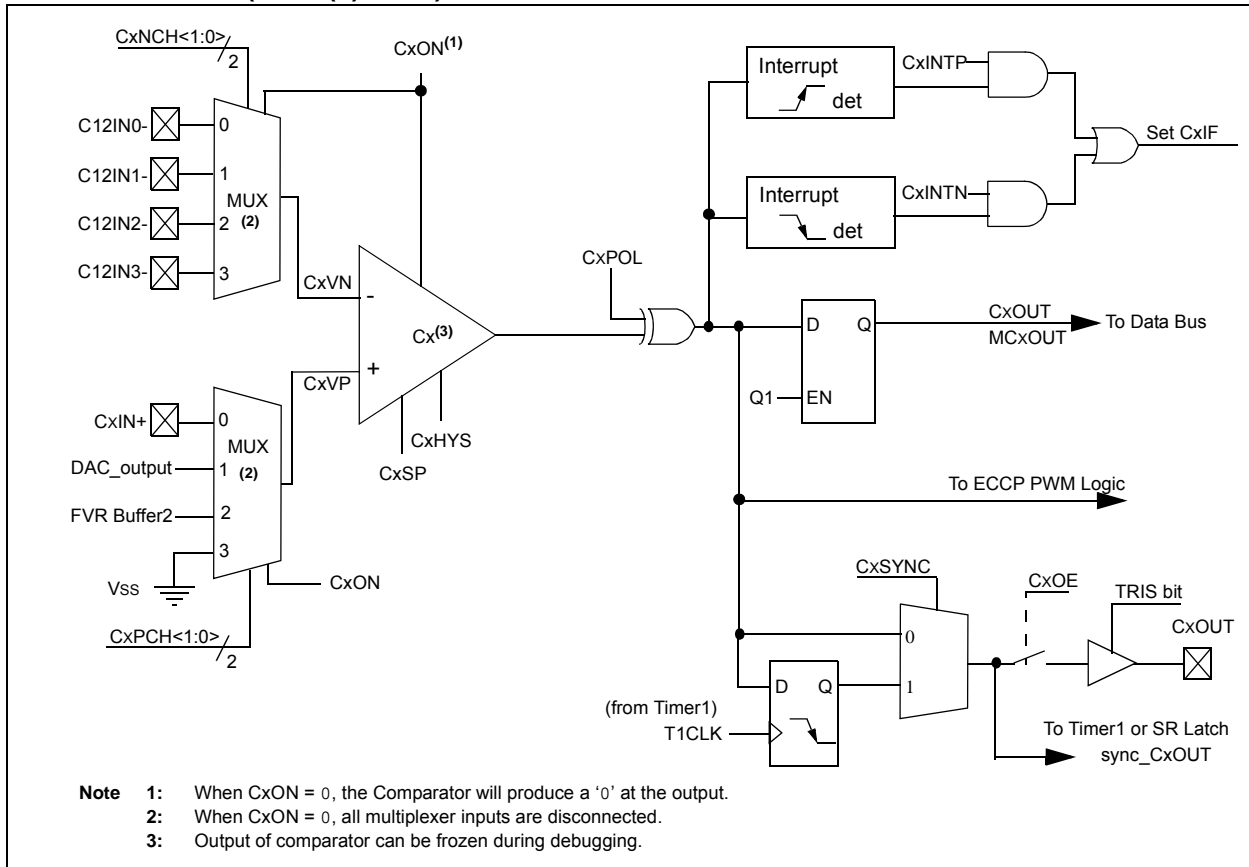 CxNCH<1:0>
2
CxON(1)
C12IN0-
0
C12IN1-
1
MUX
(2)
C12IN2-
2
C12IN3-
3
CxVN
-
Cx(3)
CxVP
+
CxIN+
0
MUX
(2)
DAC_output
1
FVR Buffer2
2
3
Vss
CxON
CxPCH<1:0>
2
CxHYS
CxSP
CxPOL
Interrupt
det
CxINTP
Interrupt
det
CxINTN
Set CxIF
D
Q
Q1
EN
CxOUT
MCxOUT
To Data Bus
To ECCP PWM Logic
CxSYNC
0
1
D
Q
(from Timer1)
T1CLK
CxOE
TRIS bit
CxOUT
To Timer1 or SR Latch
sync_CxOUT
Note 1: When CxON = 0, the Comparator will produce a ‘0’ at the output.
2: When CxON = 0, all multiplexer inputs are disconnected.
3: Output of comparator can be frozen during debugging.